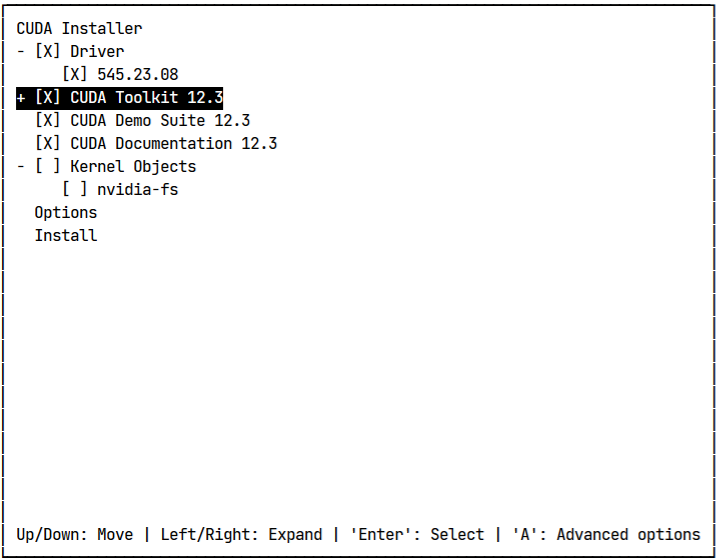 CUDA Installer
- [X] Driver
[X] 545.23.08
+ [X] CUDA Toolkit 12.3
[X] CUDA Demo Suite 12.3
[X] CUDA Documentation 12.3
- [ ] Kernel Objects
[ ] nvidia-fs
Options
Install
Up/Down: Move | Left/Right: Expand | 'Enter': Select | 'A': Advanced options